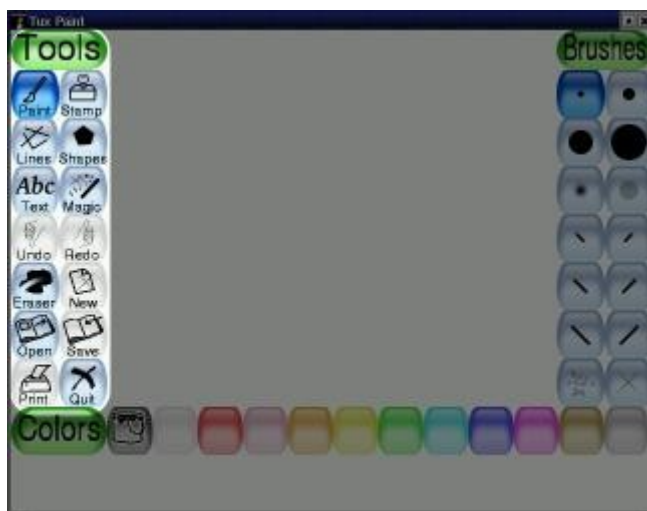 Tux Paint
Tools
Brushes
Paint Stamp
Lines Shapes
Abc
Text Magic
Undo Redo
Eraser New
Open Save
Print Quit
Colors